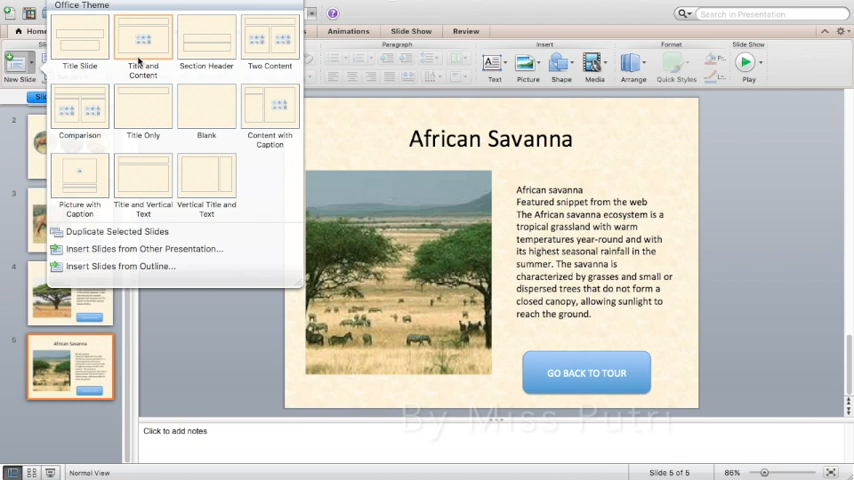 Office Theme
Search in Presentation
Home
Animations
Slide Show
Review
Paragraph
Insert
Format
Slide Show
New Slide
Text
Picture
Shape
Media
Arrange
Quick Styles
Play
Title Slide
Title and
Content
Section Header
Two Content
Comparison
Title Only
Blank
Content with
Caption
Picture with
Caption
Title and Vertical
Text
Vertical Title and
Text
Duplicate Selected Slides
Insert Slides from Other Presentation...
Insert Slides from Outline...
2
3
4
5
African Savanna
African Savanna
African savanna
Featured snippet from the web
The African savanna ecosystem is a
tropical grassland with warm
temperatures year-round and with
its highest seasonal rainfall in the
summer. The savanna is
characterized by grasses and small or
dispersed trees that do not form a
closed canopy, allowing sunlight to
reach the ground.
GO BACK TO TOUR
By Miss Putri
Click to add notes
Normal View
Slide 5 of 5
86%